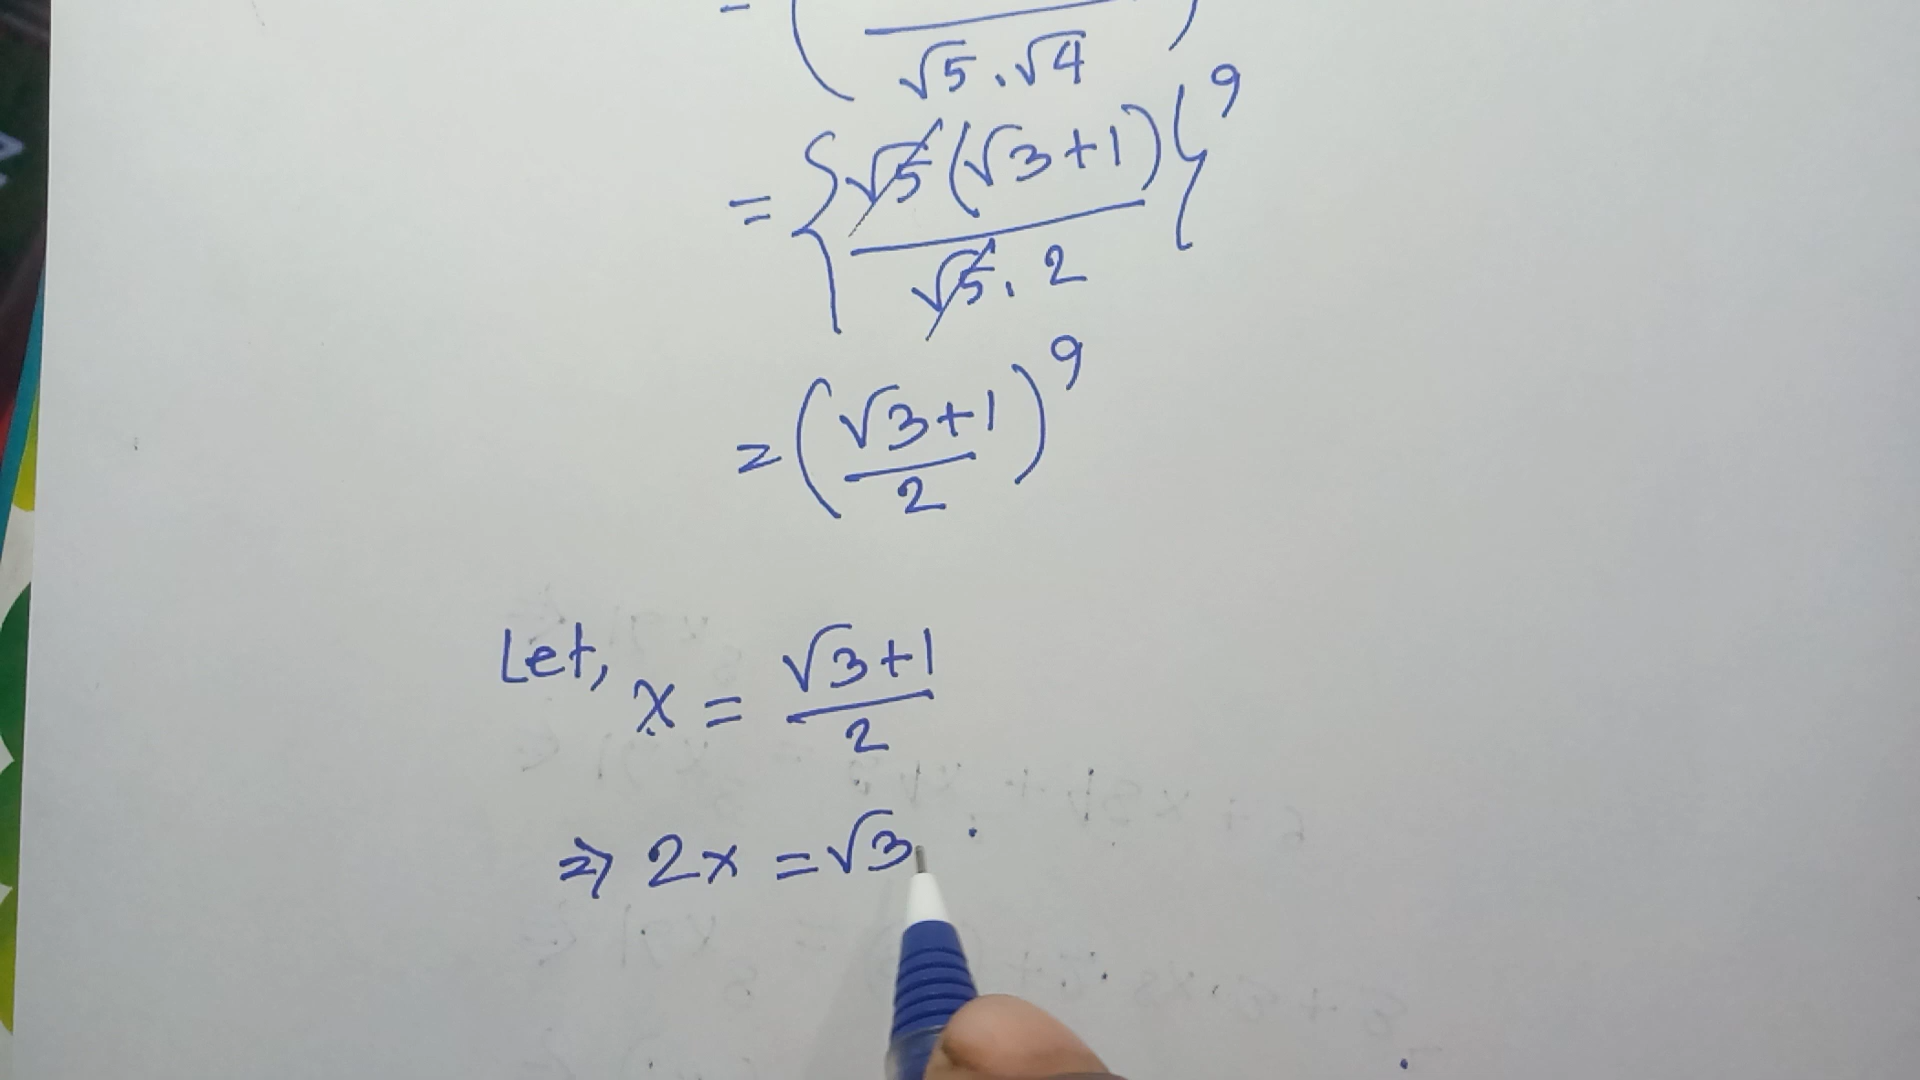 = ( / √5 . √4 )
= {√5(√3+1) / √5 . 2}⁹
= (√3+1 / 2)⁹
Let, x = √3+1 / 2
⇒ 2x = √3